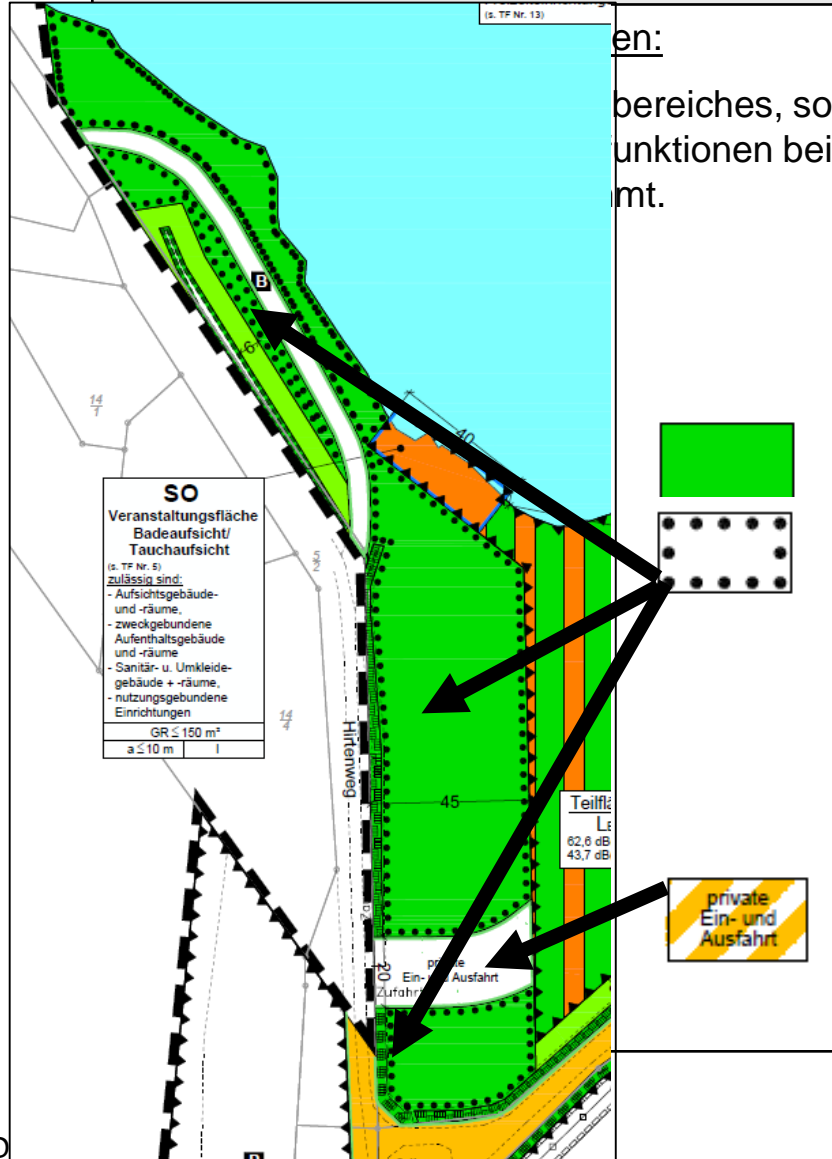 (s. TF Nr. 13)
en:
bereiches, so
unktionen bei
mt.
B
6
40
14
1
SO
Veranstaltungsfläche
Badeaufsicht/
Tauchaufsicht
(s. TF Nr. 5)
zulässig sind:
- Aufsichtsgebäude-
und -räume,
- zweckgebundene
Aufenthaltsgebäude
und -räume
- Sanitär- u. Umkleide-
gebäude + -räume,
- nutzungsgebundene
Einrichtungen
GR ≤ 150 m²
a ≤ 10 m I
14
4
Hirtenweg
45
Teilflä
La
62,6 dB
43,7 dB
private
Ein- und
Ausfahrt
private
Ein- und Ausfahrt
Zufahrt
20